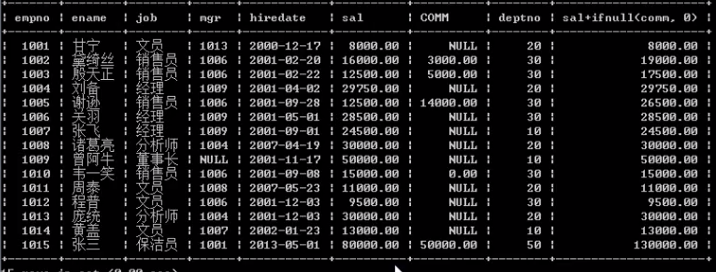 empno | ename | job | mgr | hiredate | sal | COMM | deptno | sal+ifnull(comm, 0)
1001 | 甘宁 | 文员 | 1013 | 2000-12-17 | 8000.00 | NULL | 20 | 8000.00
1002 | 黛绮丝 | 销售员 | 1006 | 2001-02-20 | 16000.00 | 3000.00 | 30 | 19000.00
1003 | 殷天正 | 销售员 | 1006 | 2001-02-22 | 12500.00 | 5000.00 | 30 | 17500.00
1004 | 刘备 | 经理 | 1009 | 2001-04-02 | 29750.00 | NULL | 20 | 29750.00
1005 | 谢逊 | 销售员 | 1006 | 2001-09-28 | 12500.00 | 14000.00 | 30 | 26500.00
1006 | 关羽 | 经理 | 1009 | 2001-05-01 | 28500.00 | NULL | 30 | 28500.00
1007 | 张飞 | 经理 | 1009 | 2001-09-01 | 24500.00 | NULL | 10 | 24500.00
1008 | 诸葛亮 | 分析师 | 1004 | 2007-04-19 | 30000.00 | NULL | 20 | 30000.00
1009 | 曾阿牛 | 董事长 | NULL | 2001-11-17 | 50000.00 | NULL | 10 | 50000.00
1010 | 韦一笑 | 销售员 | 1006 | 2001-09-08 | 15000.00 | 0.00 | 30 | 15000.00
1011 | 周泰 | 文员 | 1008 | 2007-05-23 | 11000.00 | NULL | 20 | 11000.00
1012 | 程普 | 文员 | 1006 | 2001-12-03 | 9500.00 | NULL | 30 | 9500.00
1013 | 庞统 | 分析师 | 1004 | 2001-12-03 | 30000.00 | NULL | 20 | 30000.00
1014 | 黄盖 | 文员 | 1007 | 2002-01-23 | 13000.00 | NULL | 10 | 13000.00
1015 | 张三 | 保洁员 | 1001 | 2013-05-01 | 80000.00 | 50000.00 | 50 | 130000.00